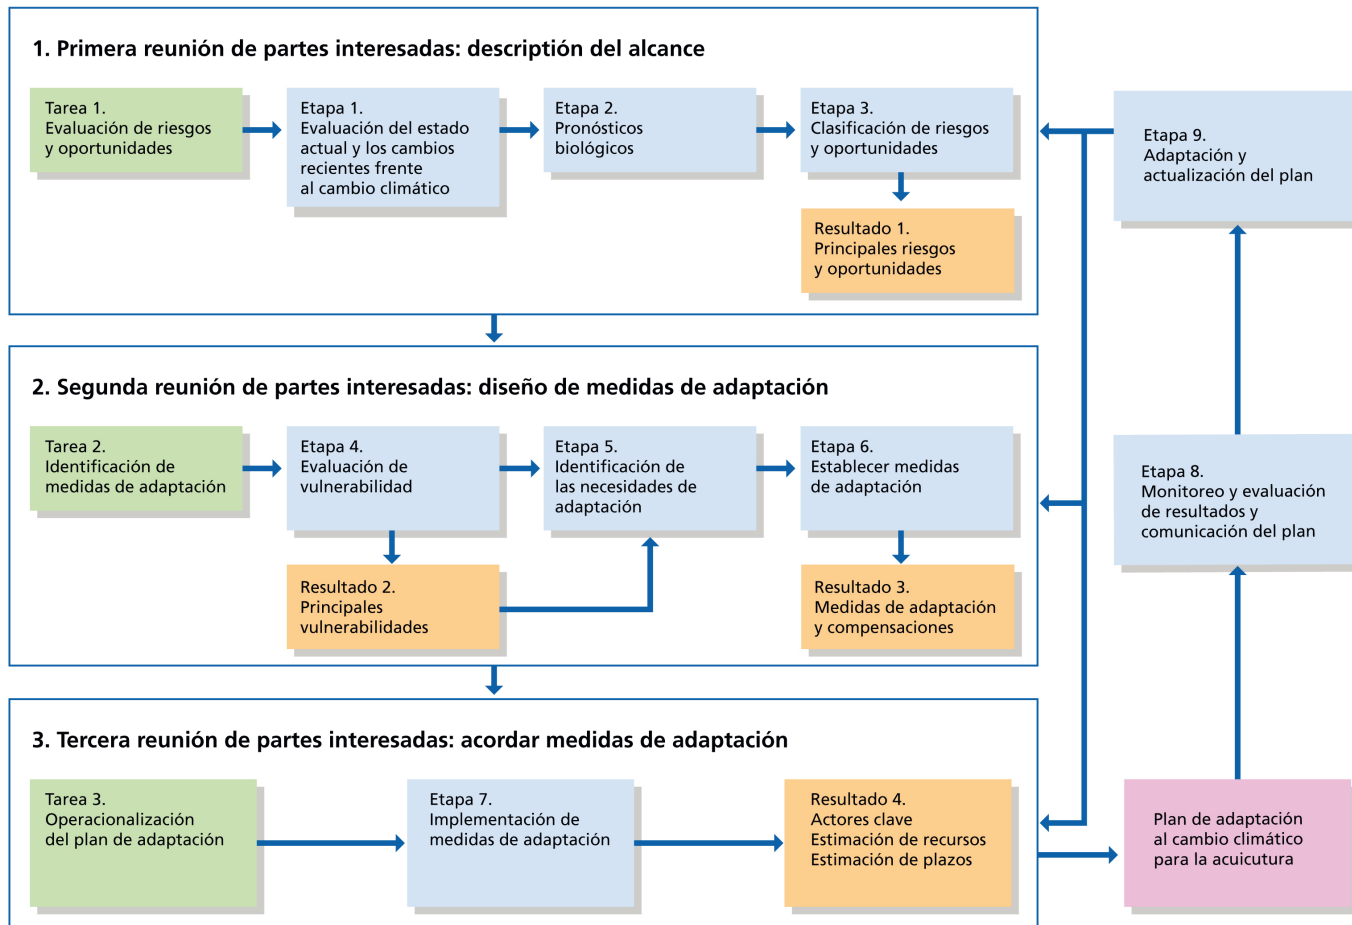 1. Primera reunión de partes interesadas: descriptión del alcance
Tarea 1.
Evaluación de riesgos
y oportunidades
Etapa 1.
Evaluación del estado
actual y los cambios
recientes frente
al cambio climático
Etapa 2.
Pronósticos
biológicos
Etapa 3.
Clasificación de riesgos
y oportunidades
Resultado 1.
Principales riesgos
y oportunidades
2. Segunda reunión de partes interesadas: diseño de medidas de adaptación
Tarea 2.
Identificación de
medidas de adaptación
Etapa 4.
Evaluación de
vulnerabilidad
Etapa 5.
Identificación de
las necesidades de
adaptación
Etapa 6.
Establecer medidas
de adaptación
Resultado 2.
Principales
vulnerabilidades
Resultado 3.
Medidas de adaptación
y compensaciones
3. Tercera reunión de partes interesadas: acordar medidas de adaptación
Tarea 3.
Operacionalización
del plan de adaptación
Etapa 7.
Implementación de
medidas de adaptación
Resultado 4.
Actores clave
Estimación de recursos
Estimación de plazos
Plan de adaptación
al cambio climático
para la acuicutura
Etapa 8.
Monitoreo y evaluación
de resultados y
comunicación del plan
Etapa 9.
Adaptación y
actualización del plan